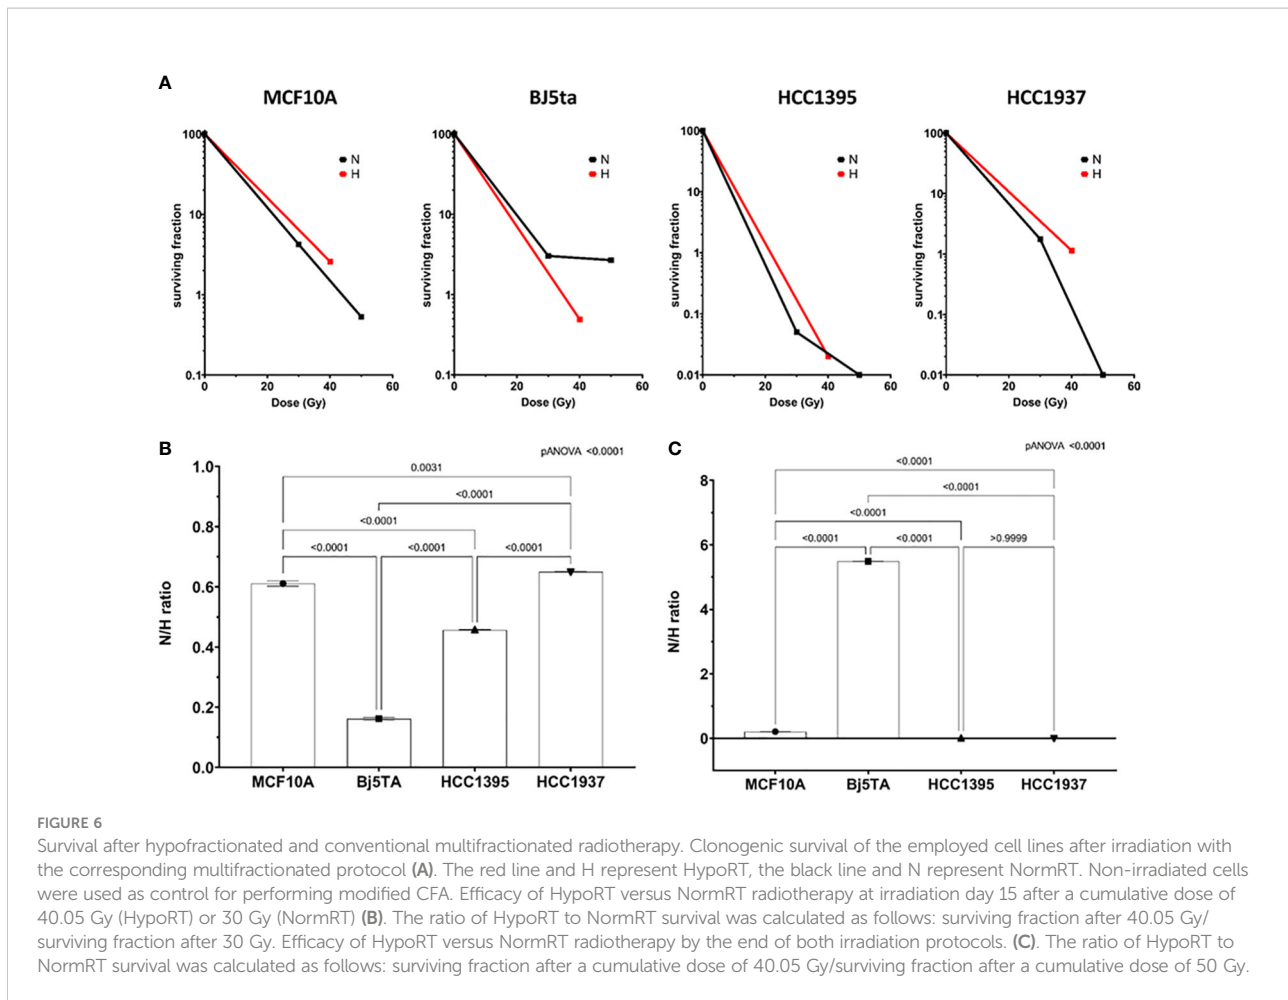 A
MCF10A
BJ5ta
HCC1395
HCC1937
surviving fraction
100
10
1
0.1
0
20
40
60
Dose (Gy)
N
H
surviving fraction
100
10
1
0.1
0
20
40
60
Dose (Gy)
N
H
surviving fraction
100
10
1
0.1
0.01
0
20
40
60
Dose (Gy)
N
H
surviving fraction
100
10
1
0.1
0.01
0
20
40
60
Dose (Gy)
N
H
B
pANOVA <0.0001
N/H ratio
1.0
0.8
0.6
0.4
0.2
0.0
0.0031
<0.0001
<0.0001
<0.0001
<0.0001
<0.0001
MCF10A
Bj5TA
HCC1395
HCC1937
C
pANOVA <0.0001
N/H ratio
8
6
4
2
0
<0.0001
<0.0001
<0.0001
<0.0001
<0.0001
>0.9999
MCF10A
Bj5TA
HCC1395
HCC1937
FIGURE 6
Survival after hypofractionated and conventional multifractionated radiotherapy. Clonogenic survival of the employed cell lines after irradiation with
the corresponding multifractionated protocol (A). The red line and H represent HypoRT, the black line and N represent NormRT. Non-irradiated cells
were used as control for performing modified CFA. Efficacy of HypoRT versus NormRT radiotherapy at irradiation day 15 after a cumulative dose of
40.05 Gy (HypoRT) or 30 Gy (NormRT) (B). The ratio of HypoRT to NormRT survival was calculated as follows: surviving fraction after 40.05 Gy/
surviving fraction after 30 Gy. Efficacy of HypoRT versus NormRT radiotherapy by the end of both irradiation protocols. (C). The ratio of HypoRT to
NormRT survival was calculated as follows: surviving fraction after a cumulative dose of 40.05 Gy/surviving fraction after a cumulative dose of 50 Gy.